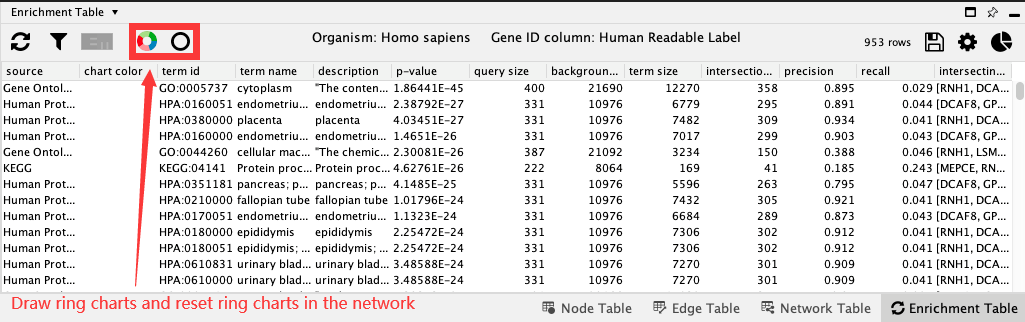 Enrichment Table
Em
Organism: Homo sapiens Gene ID column: Human Readable Label
953 rows
source chart color term id term name description p-value query size backgroun... term size intersectio... precision recall intersectin...
Gene Ontol... GO:0005737 cytoplasm "The conten... 1.86441E-45 400 21690 12270 358 0.895 0.029 [RNH1, DCA...
Human Prot... HPA:0160051 endometriu... endometriu... 2.38792E-27 331 10976 6779 295 0.891 0.044 [DCAF8, GP...
Human Prot... HPA:0380000 placenta placenta 4.03451E-27 331 10976 7482 309 0.934 0.041 [RNH1, DCA...
Human Prot... HPA:0160000 endometriu... endometriu... 1.4651E-26 331 10976 7017 299 0.903 0.043 [DCAF8, GP...
Gene Ontol... GO:0044260 cellular mac... "The chemic... 2.30081E-26 387 21092 3234 150 0.388 0.046 [RNH1, LSM...
KEGG KEGG:04141 Protein proc... Protein proc... 4.62761E-26 222 8064 169 41 0.185 0.243 [MEPCE, RN...
Human Prot... HPA:0351181 pancreas; p... pancreas; p... 4.1485E-25 331 10976 5596 263 0.795 0.047 [DCAF8, GP...
Human Prot... HPA:0210000 fallopian tube fallopian tube 1.01796E-24 331 10976 7432 305 0.921 0.041 [RNH1, DCA...
Human Prot... HPA:0170051 endometriu... endometriu... 1.1323E-24 331 10976 6684 289 0.873 0.043 [DCAF8, GP...
Human Prot... HPA:0180000 epididymis epididymis 2.25472E-24 331 10976 7306 302 0.912 0.041 [RNH1, DCA...
Human Prot... HPA:0180051 epididymis; ... epididymis; ... 2.25472E-24 331 10976 7306 302 0.912 0.041 [RNH1, DCA...
Human Prot... HPA:0610831 urinary blad... urinary blad... 3.48588E-24 331 10976 7270 301 0.909 0.041 [RNH1, DCA...
Human Prot... HPA:0610000 urinary blad... urinary blad... 3.48588E-24 331 10976 7270 301 0.909 0.041 [RNH1, DCA...
Draw ring charts and reset ring charts in the network
Node Table Edge Table Network Table Enrichment Table